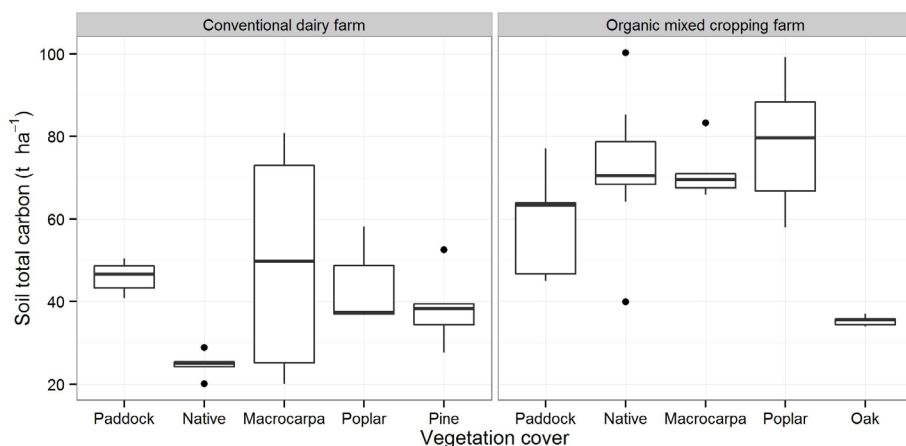 Conventional dairy farm
Organic mixed cropping farm
Soil total carbon (t ha⁻¹)
100
80
60
40
20
Paddock Native Macrocarpa Poplar Pine
Paddock Native Macrocarpa Poplar Oak
Vegetation cover